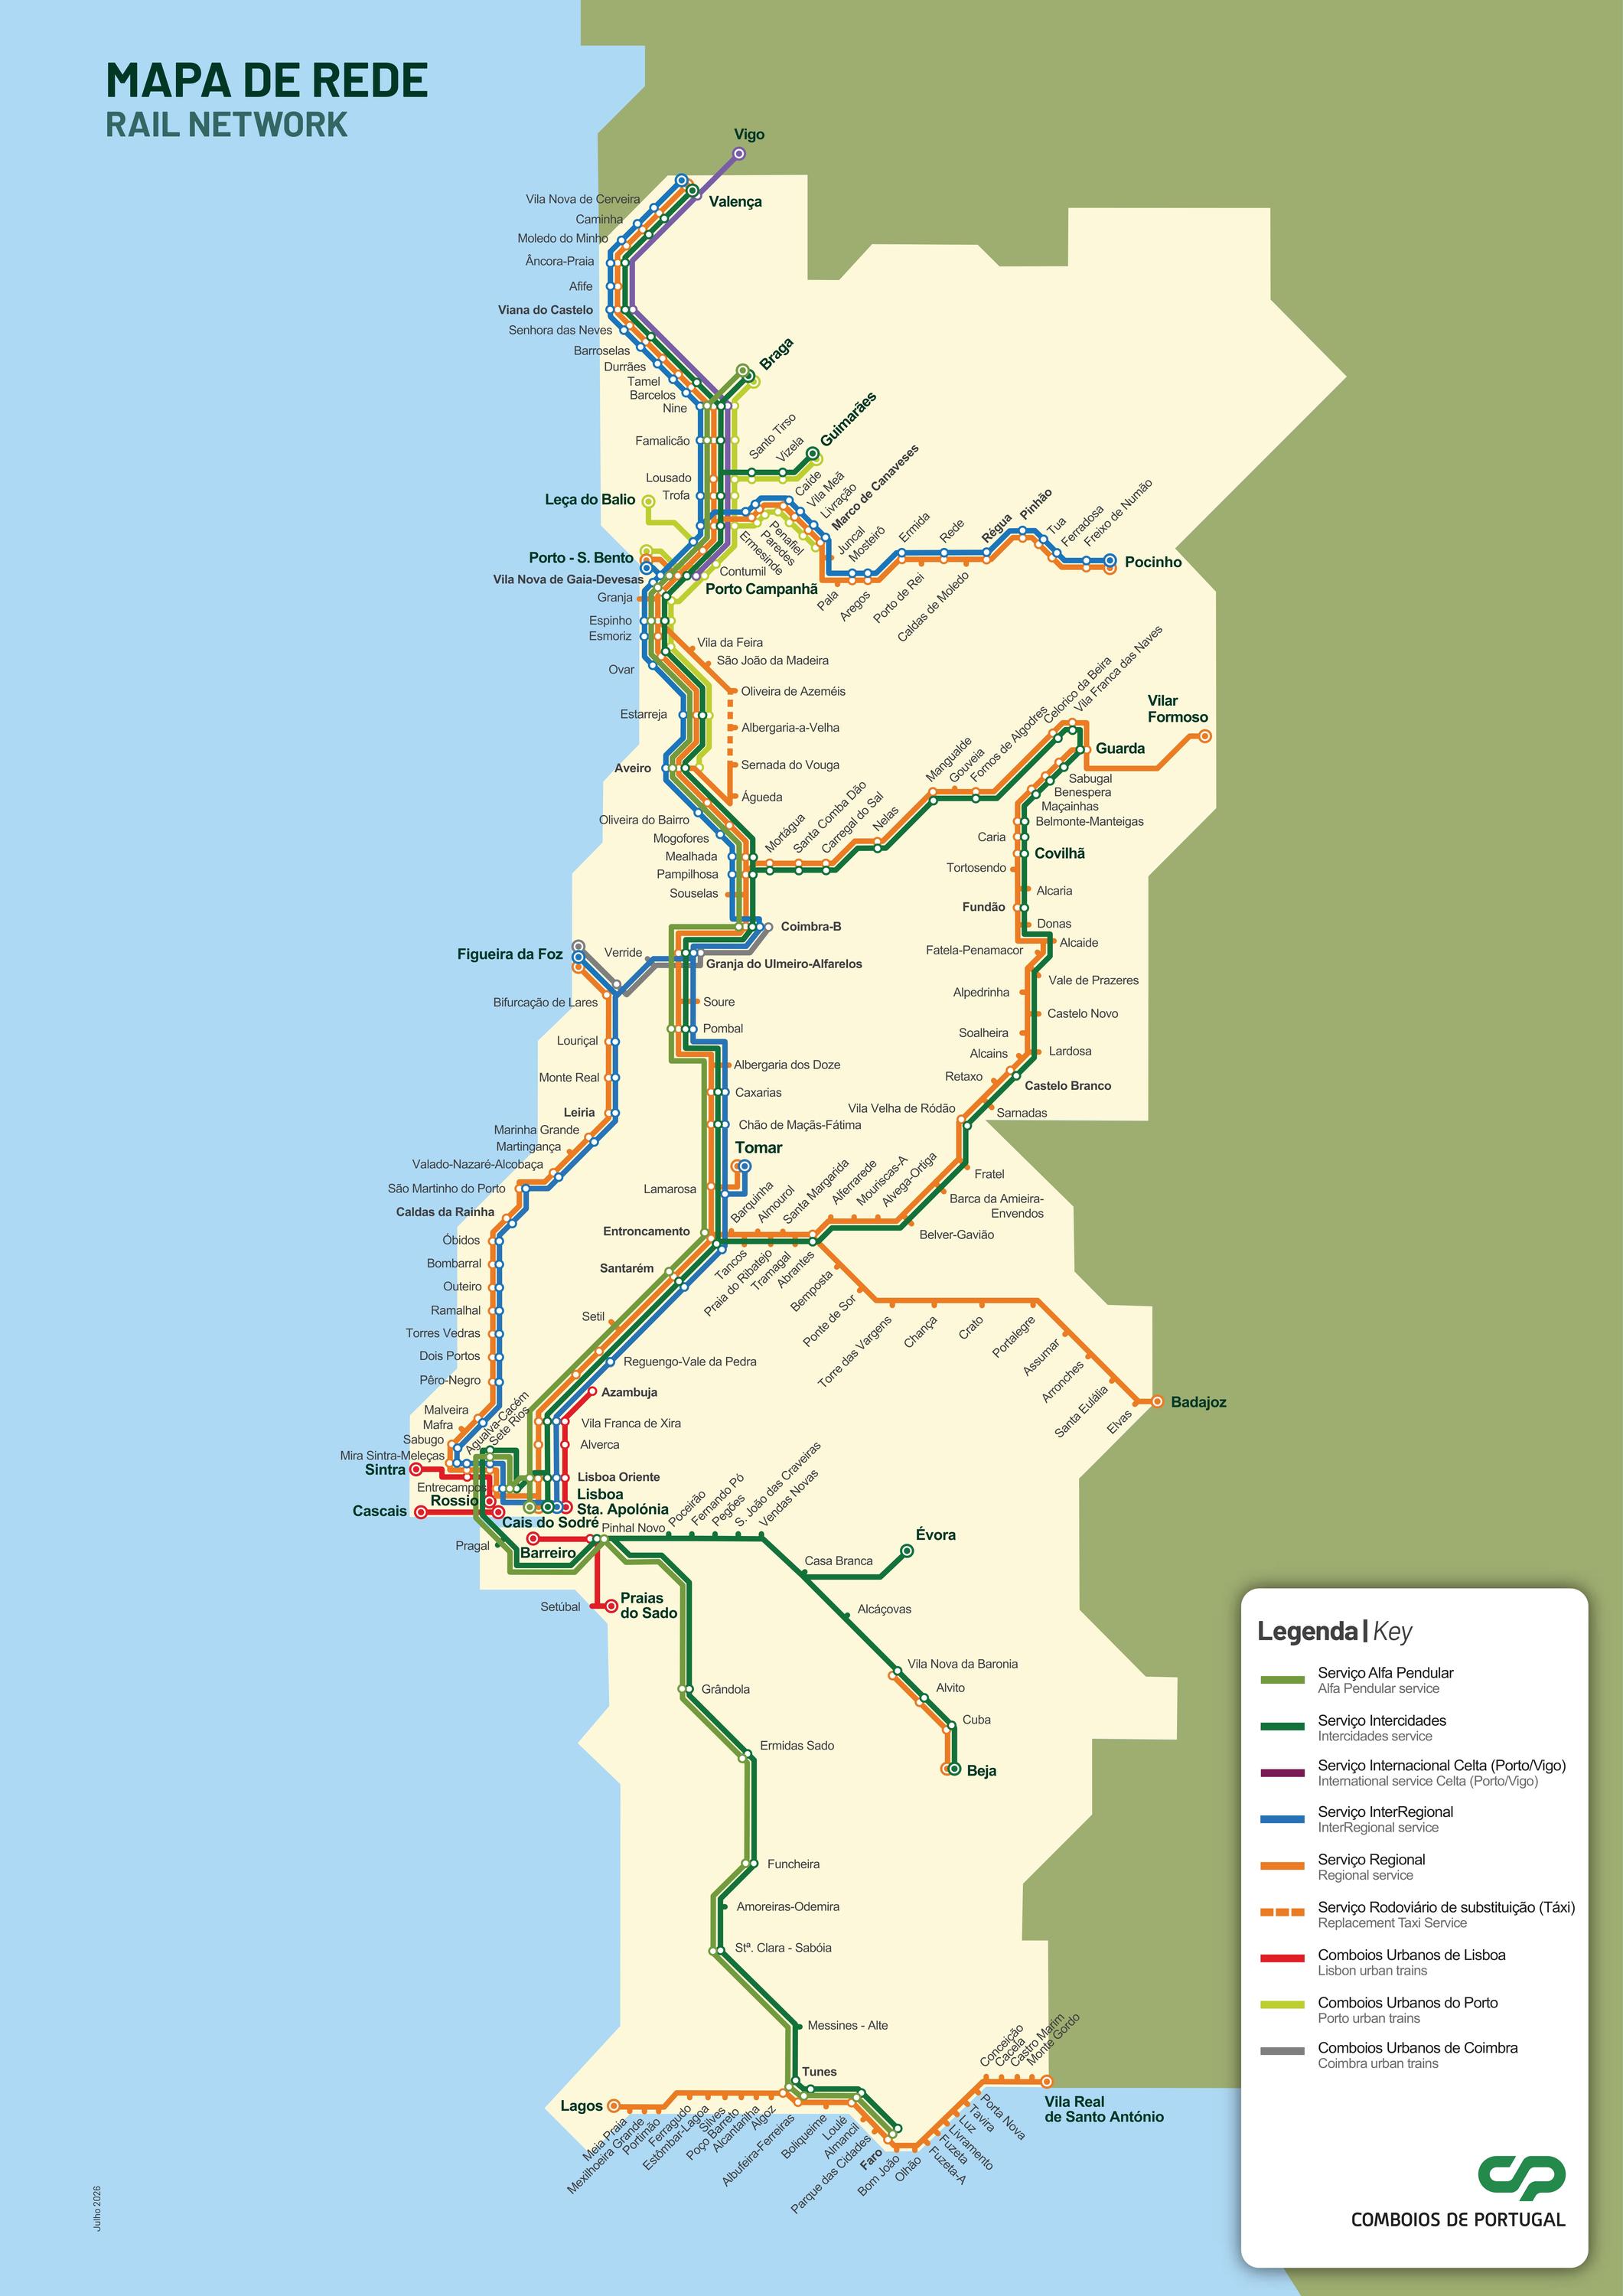 MAPA DE REDE
RAIL NETWORK
Vigo
Valença
Vila Nova de Cerveira
Caminha
Moledo do Minho
Âncora-Praia
Afife
Viana do Castelo
Senhora das Neves
Barroselas
Durrães
Tamel
Barcelos
Nine
Braga
Famalicão
Santo Tirso
Vizela
Guimarães
Lousado
Trofa
Leça do Balio
Caíde
Vila Meã
Livração
Marco de Canaveses
Ermesinde
Paredes
Penafiel
Juncal
Mosteirô
Ermida
Rede
Régua
Pinhão
Tua
Ferradosa
Freixo de Numão
Pocinho
Pala
Aregos
Porto de Rei
Caldas de Moledo
Porto - S. Bento
Contumil
Vila Nova de Gaia-Devesas
Porto Campanhã
Granja
Espinho
Esmoriz
Ovar
Vila da Feira
São João da Madeira
Oliveira de Azeméis
Albergaria-a-Velha
Sernada do Vouga
Águeda
Estarreja
Aveiro
Oliveira do Bairro
Mogofores
Mealhada
Pampilhosa
Souselas
Mortágua
Santa Comba Dão
Carregal do Sal
Nelas
Mangualde
Gouveia
Fornos de Algodres
Celorico da Beira
Vila Franca das Naves
Vilar
Formoso
Guarda
Sabugal
Benespera
Maçainhas
Belmonte-Manteigas
Caria
Covilhã
Tortosendo
Alcaria
Fundão
Donas
Alcaide
Fatela-Penamacor
Vale de Prazeres
Alpedrinha
Castelo Novo
Soalheira
Lardosa
Alcains
Retaxo
Castelo Branco
Sarnadas
Vila Velha de Ródão
Fratel
Barca da Amieira-
Envendos
Belver-Gavião
Coimbra-B
Figueira da Foz
Verride
Granja do Ulmeiro-Alfarelos
Bifurcação de Lares
Soure
Louriçal
Pombal
Monte Real
Albergaria dos Doze
Caxarias
Leiria
Chão de Maçãs-Fátima
Marinha Grande
Martingança
Tomar
Valado-Nazaré-Alcobaça
São Martinho do Porto
Lamarosa
Caldas da Rainha
Entroncamento
Barquinha
Almourol
Santa Margarida
Alferrarede
Mouriscas-A
Alvega-Ortiga
Tancos
Praia do Ribatejo
Tramagal
Abrantes
Bemposta
Ponte de Sor
Torre das Vargens
Chança
Crato
Portalegre
Assumar
Arronches
Santa Eulália
Elvas
Badajoz
Óbidos
Bombarral
Outeiro
Ramalhal
Torres Vedras
Dois Portos
Pêro-Negro
Santarém
Setil
Reguengo-Vale da Pedra
Azambuja
Malveira
Mafra
Sabugo
Mira Sintra-Meleças
Agualva-Cacém
Sete Rios
Vila Franca de Xira
Alverca
Sintra
Entrecampos
Lisboa Oriente
Rossio
Lisboa
Sta. Apolónia
Cascais
Cais do Sodré
Pragal
Barreiro
Pinhal Novo
Poceirão
Fernando Pó
Pegões
S. João das Craveiras
Vendas Novas
Setúbal
Praias
do Sado
Casa Branca
Évora
Alcáçovas
Vila Nova da Baronia
Alvito
Cuba
Beja
Grândola
Ermidas Sado
Funcheira
Amoreiras-Odemira
Stª. Clara - Sabóia
Messines - Alte
Tunes
Lagos
Meia Praia
Mexilhoeira Grande
Portimão
Ferragudo
Estômbar-Lagoa
Silves
Poço Barreto
Alcantarilha
Algoz
Albufeira-Ferreiras
Boliqueime
Loulé
Almancil
Parque das Cidades
Faro
Bom João
Olhão
Fuzeta-A
Fuzeta
Livramento
Luz
Tavira
Porta Nova
Conceição
Cacela
Castro Marim
Monte Gordo
Vila Real
de Santo António
Legenda| Key
Serviço Alfa Pendular
Alfa Pendular service
Serviço Intercidades
Intercidades service
Serviço Internacional Celta (Porto/Vigo)
International service Celta (Porto/Vigo)
Serviço InterRegional
InterRegional service
Serviço Regional
Regional service
Serviço Rodoviário de substituição (Táxi)
Replacement Taxi Service
Comboios Urbanos de Lisboa
Lisbon urban trains
Comboios Urbanos do Porto
Porto urban trains
Comboios Urbanos de Coimbra
Coimbra urban trains
COMBOIOS DE PORTUGAL
Julho 2026